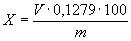 X = V · 0,1279 · 100 / m